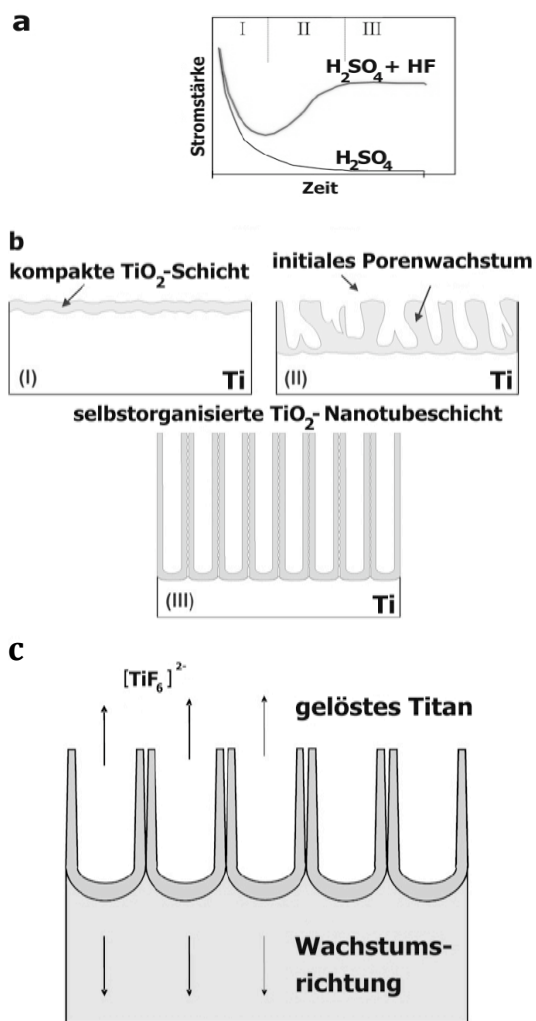 a
I II III
H₂SO₄ + HF
H₂SO₄
Stromstärke
Zeit
b
kompakte TiO₂-Schicht
initiales Porenwachstum
(I) Ti
(II) Ti
selbstorganisierte TiO₂-Nanotubeschicht
(III) Ti
c
[TiF₆]²⁻
gelöstes Titan
Wachstums-
richtung